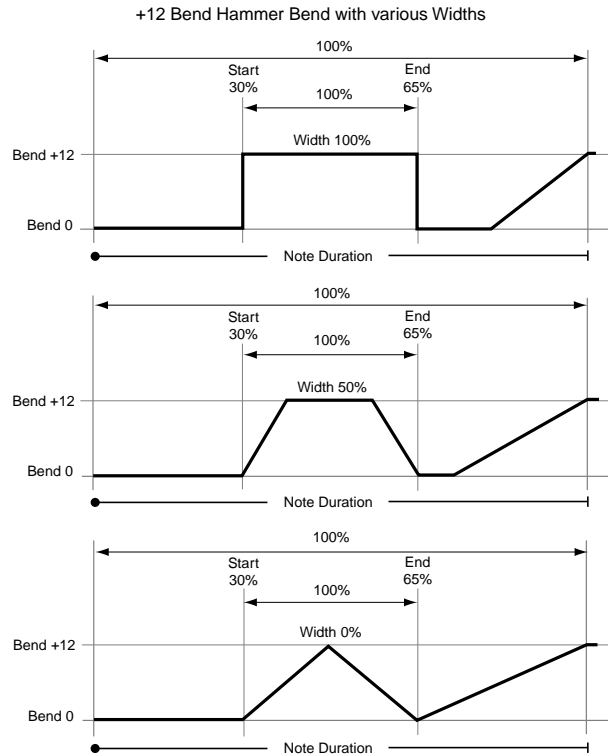 +12 Bend Hammer Bend with various Widths
100%
Start
30%
End
65%
100%
Width 100%
Bend +12
Bend 0
Note Duration
100%
Start
30%
End
65%
100%
Width 50%
Bend +12
Bend 0
Note Duration
100%
Start
30%
End
65%
100%
Width 0%
Bend +12
Bend 0
Note Duration